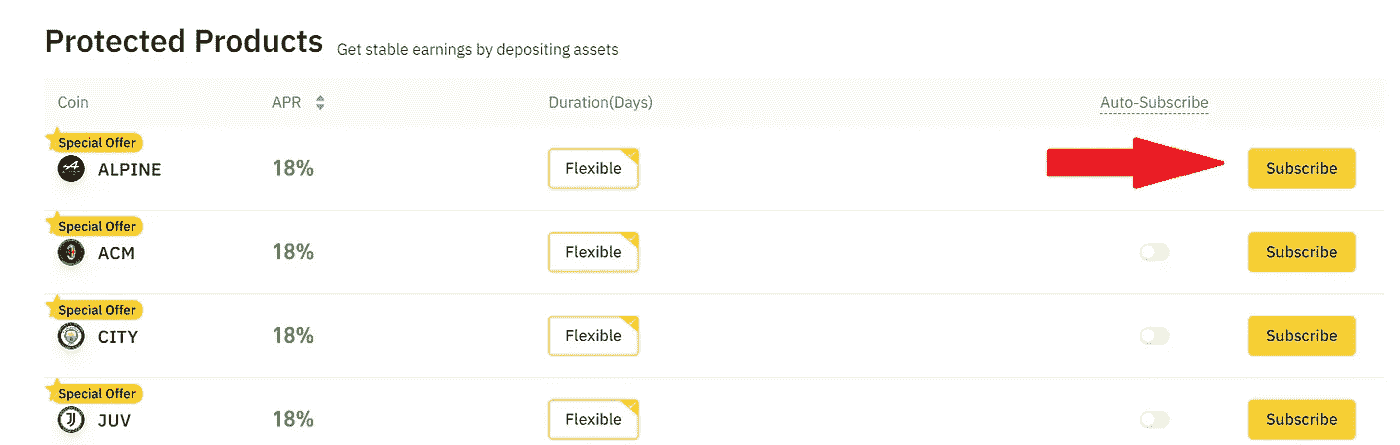 Protected Products Get stable earnings by depositing assets
Coin APR Duration(Days) Auto-Subscribe
Special Offer
ALPINE 18% Flexible Subscribe
Special Offer
ACM 18% Flexible Subscribe
Special Offer
CITY 18% Flexible Subscribe
Special Offer
JUV 18% Flexible Subscribe